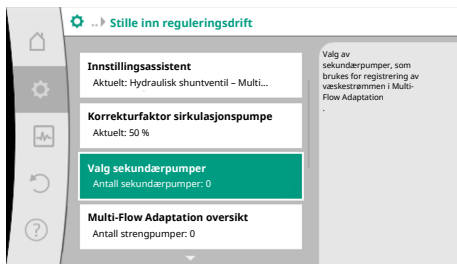 ..▸ Stille inn reguleringsdrift
Innstillingsassistent
Aktuelt: Hydraulisk shuntventil – Multi...
Korrekturfaktor sirkulasjonspumpe
Aktuelt: 50 %
Valg sekundærpumper
Antall sekundærpumper: 0
Multi-Flow Adaptation oversikt
Antall strengpumper: 0
Valg av
sekundærpumper, som
brukes for registrering av
væskestrømmen i Multi-
Flow Adaptation
.